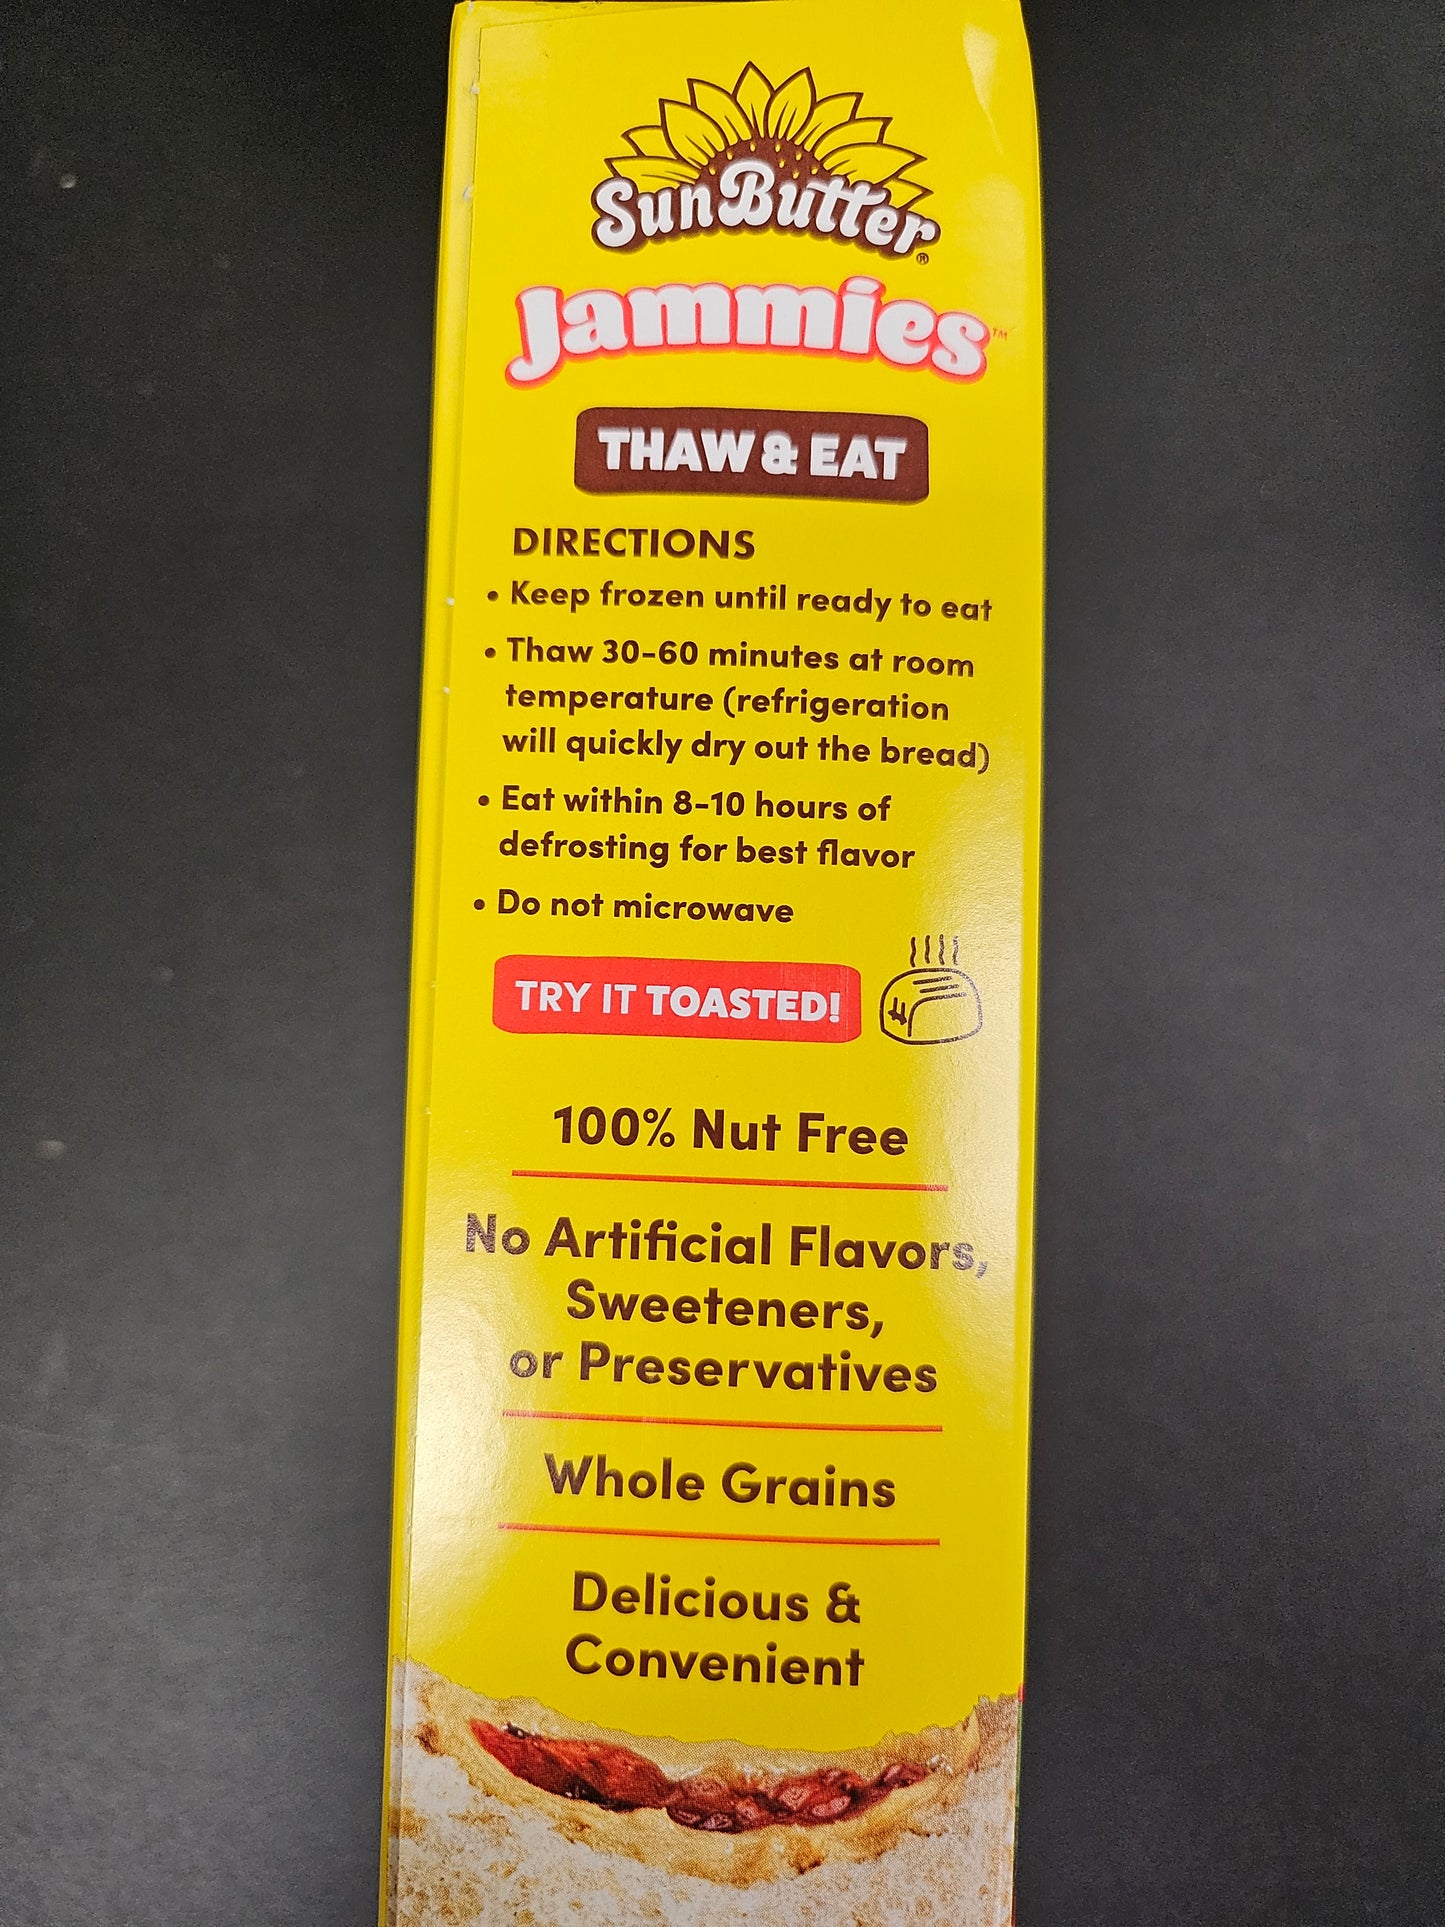 SunButter®
Jammies™
THAW & EAT
DIRECTIONS
• Keep frozen until ready to eat
• Thaw 30-60 minutes at room
temperature (refrigeration
will quickly dry out the bread)
• Eat within 8-10 hours of
defrosting for best flavor
• Do not microwave
TRY IT TOASTED!
100% Nut Free
No Artificial Flavors,
Sweeteners,
or Preservatives
Whole Grains
Delicious &
Convenient